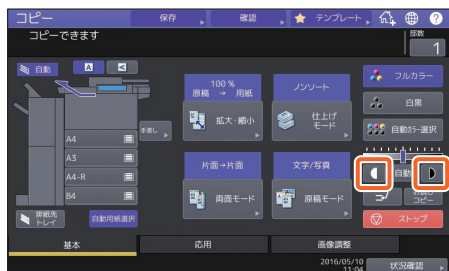 コピー
保存
確認
テンプレート
?
コピーできます
部数
1
自動
A
A
100 %
原稿 → 用紙
拡大・縮小
ノンソート
仕上げ
モード
フルカラー
白黒
自動カラー選択
手差し
A4
A3
A4-R
B4
片面→片面
両面モード
文字/写真
原稿モード
自動
コピー
ストップ
排紙先
トレイ
自動用紙選択
基本
応用
画像調整
2016/05/10
11:04
状況確認